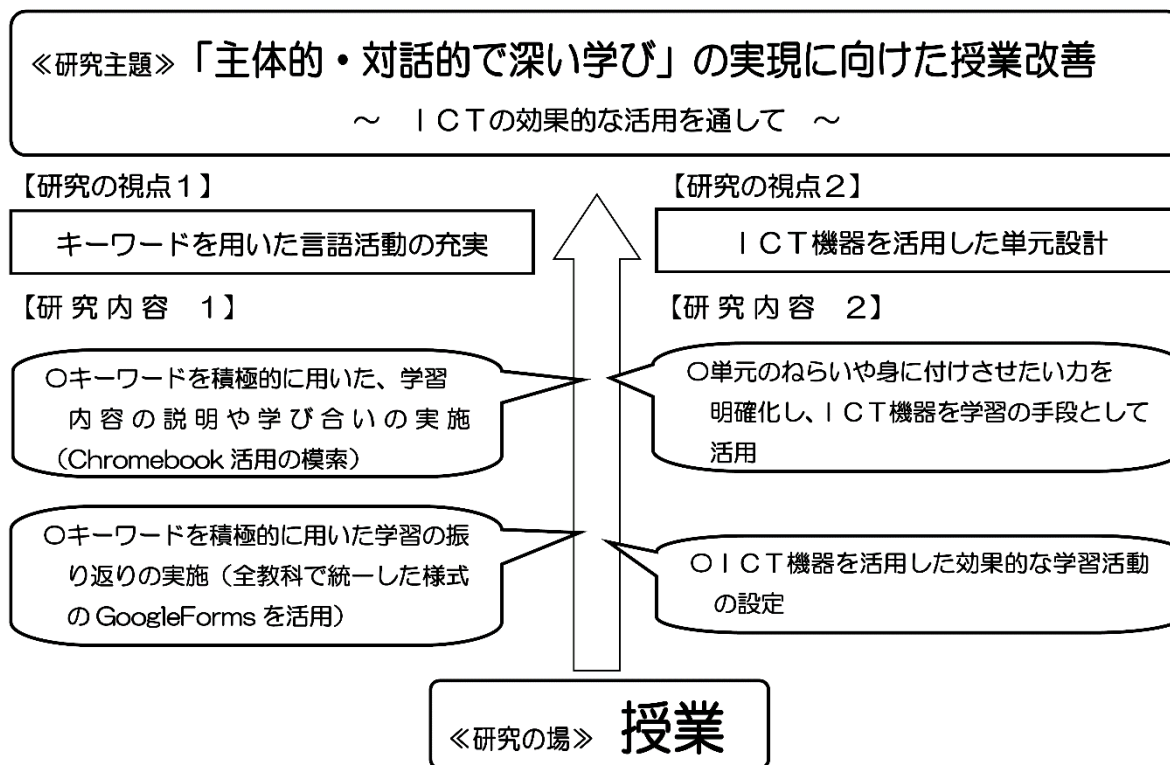 ≪研究主題≫「主体的・対話的で深い学び」の実現に向けた授業改善
～　ＩＣＴの効果的な活用を通して　～
【研究の視点１】
キーワードを用いた言語活動の充実
【研究内容　１】
〇キーワードを積極的に用いた、学習
内容の説明や学び合いの実施
（Chromebook 活用の模索）
〇キーワードを積極的に用いた学習の振
り返りの実施（全教科で統一した様式
の GoogleForms を活用）
【研究の視点２】
ＩＣＴ機器を活用した単元設計
【研究内容　２】
〇単元のねらいや身に付けさせたい力を
明確化し、ＩＣＴ機器を学習の手段として
活用
〇ＩＣＴ機器を活用した効果的な学習活動
の設定
≪研究の場≫ 授業